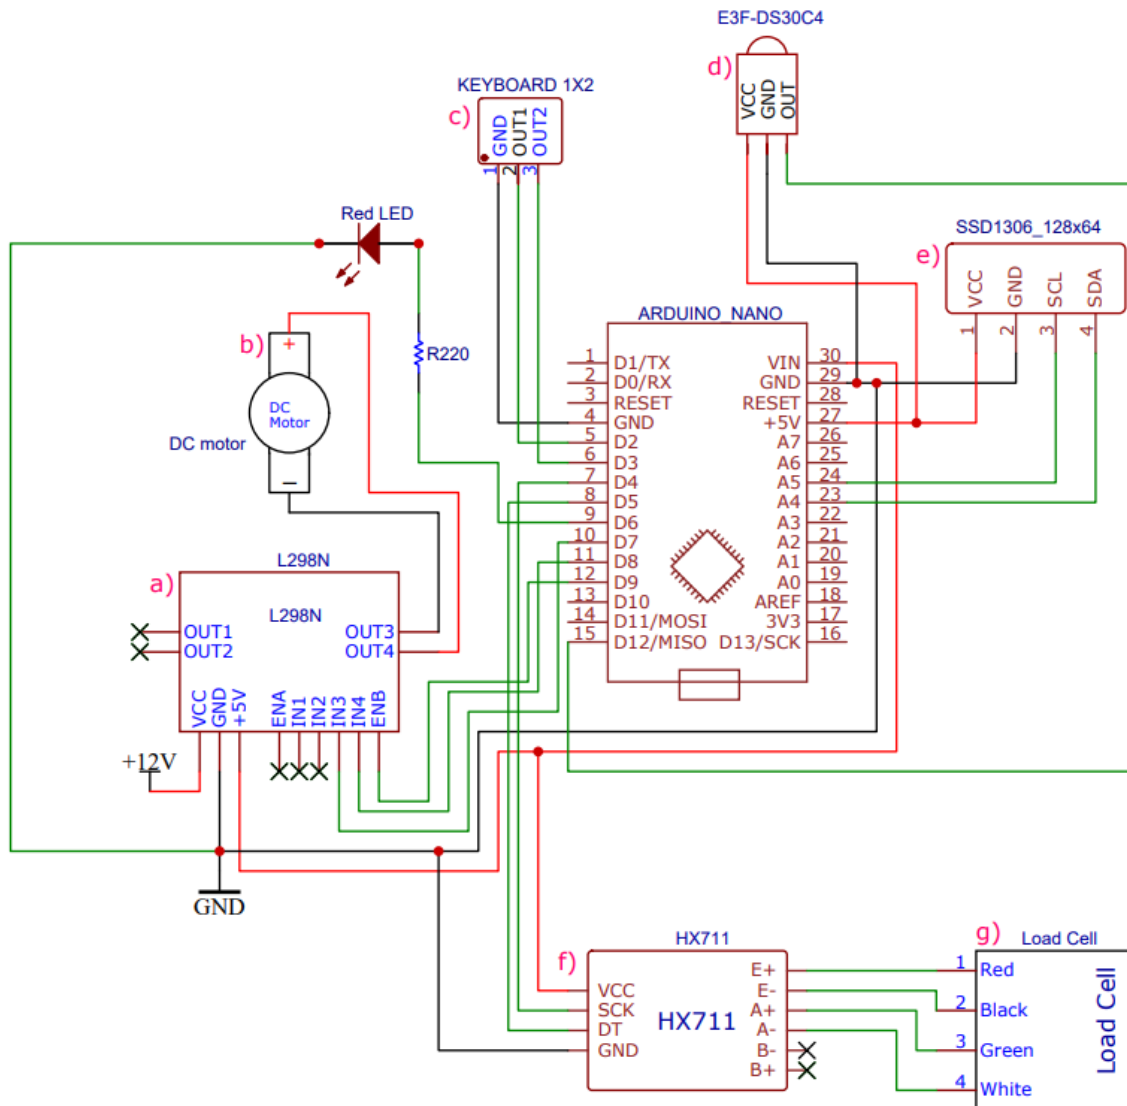 E3F-DS30C4
d)
VCC
GND
OUT
KEYBOARD 1X2
c)
GND
OUT1
OUT2
1
2
3
Red LED
R220
SSD1306_128x64
e)
VCC
GND
SCL
SDA
1
2
3
4
b)
+
DC
Motor
DC motor
−
ARDUINO_NANO
1 D1/TX VIN 30
2 D0/RX GND 29
3 RESET RESET 28
4 GND +5V 27
5 D2 A7 26
6 D3 A6 25
7 D4 A5 24
8 D5 A4 23
9 D6 A3 22
10 D7 A2 21
11 D8 A1 20
12 D9 A0 19
13 D10 AREF 18
14 D11/MOSI 3V3 17
15 D12/MISO D13/SCK 16
L298N
a)
L298N
OUT1 OUT3
OUT2 OUT4
VCC
GND
+5V
ENA
IN1
IN2
IN3
IN4
ENB
+12V
GND
HX711
f)
VCC
SCK
DT
GND
HX711
E+
E-
A+
A-
B-
B+
g)
Load Cell
1 Red
2 Black
3 Green
4 White
Load Cell